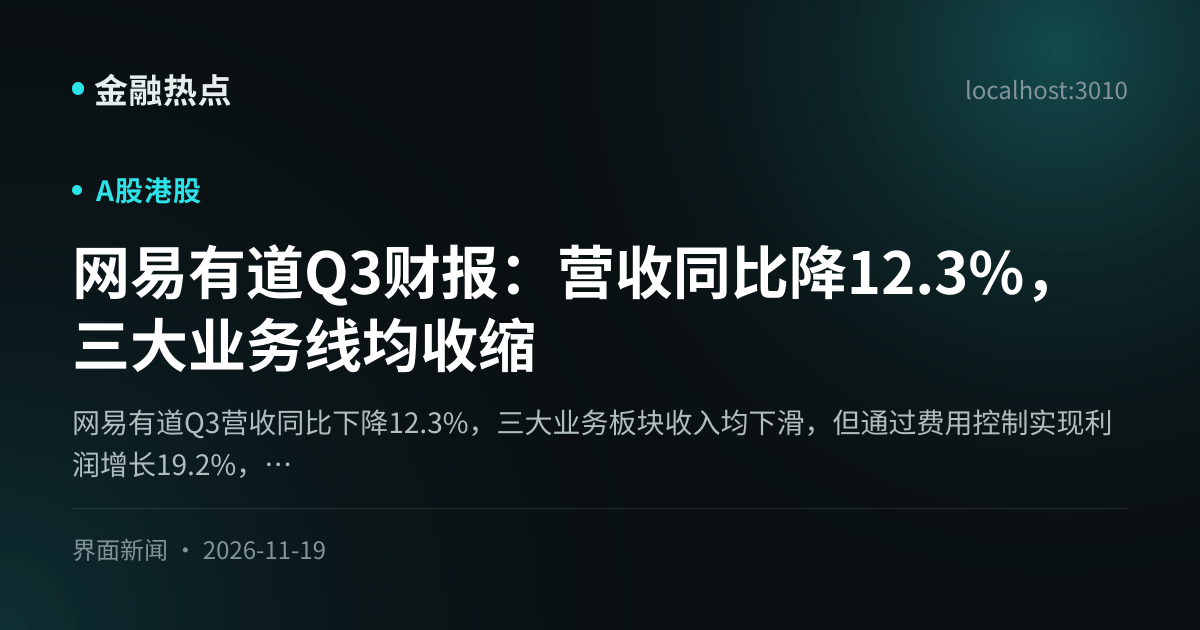 金融热点
localhost:3010
A股港股
网易有道Q3财报：营收同比降12.3%，
三大业务线均收缩
网易有道Q3营收同比下降12.3%，三大业务板块收入均下滑，但通过费用控制实现利
润增长19.2%，…
界面新闻 · 2026-11-19